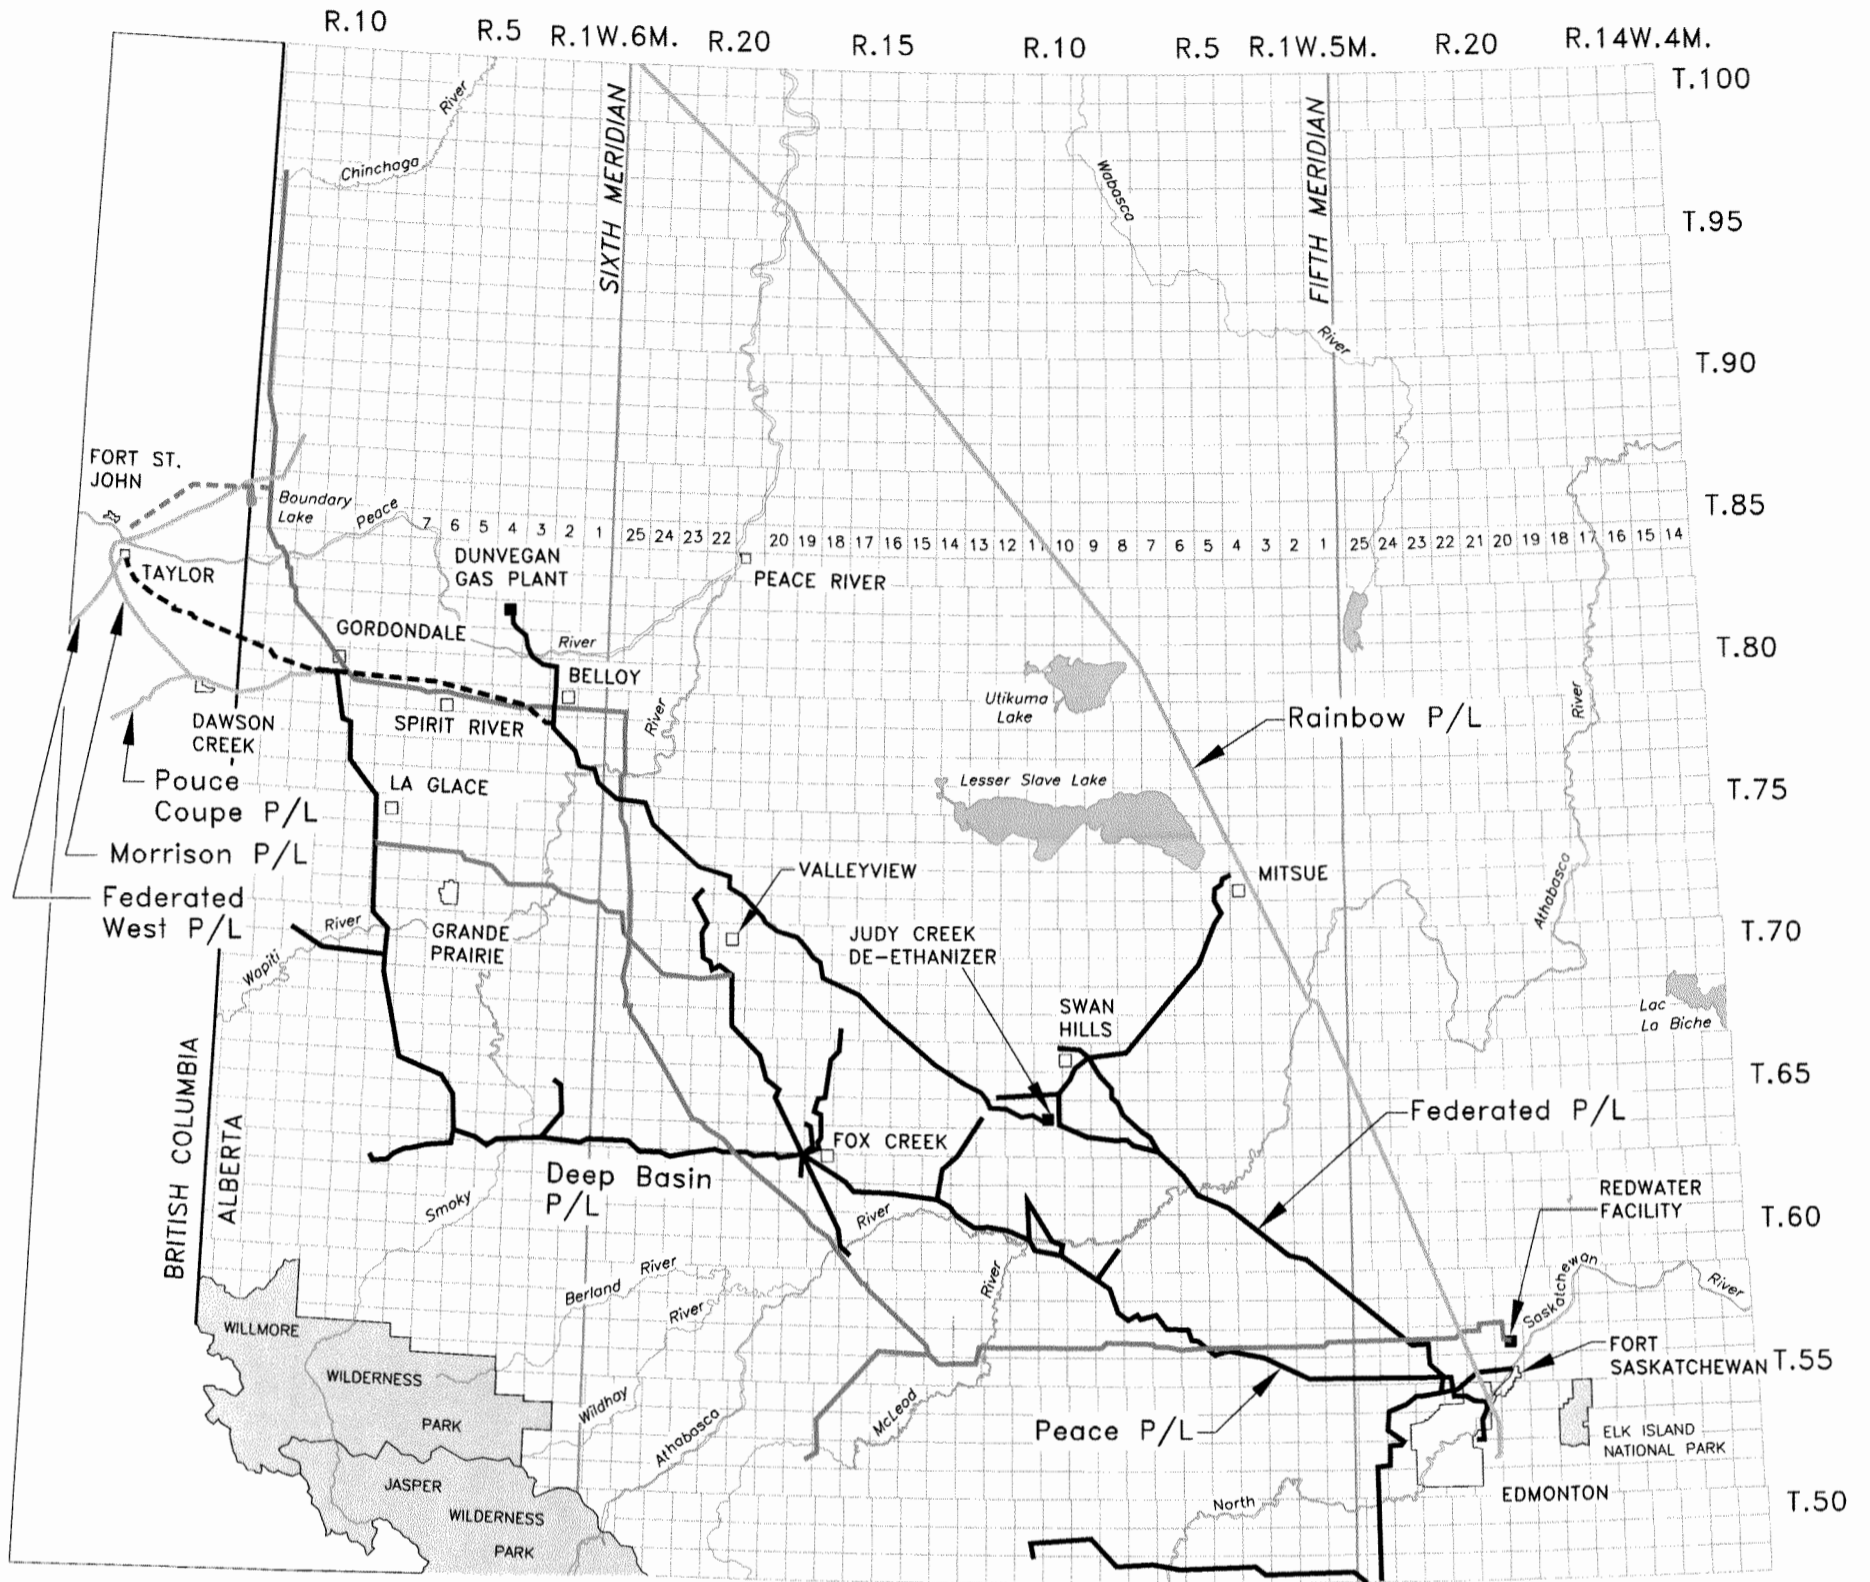 R.10 R.5 R.1W.6M. R.20 R.15 R.10 R.5 R.1W.5M. R.20 R.14W.4M.
T.100
River
Chinchaga
SIXTH MERIDIAN
FIFTH MERIDIAN
Wabasca
River
T.95
T.90
FORT ST.
JOHN
Boundary
Lake
Peace
T.85
7 6 5 4 3 2 1 25 24 23 22 20 19 18 17 16 15 14 13 12 11 10 9 8 7 6 5 4 3 2 1 25 24 23 22 21 20 19 18 17 16 15 14
DUNVEGAN
GAS PLANT
TAYLOR
PEACE RIVER
GORDONDALE
River
T.80
BELLOY
Utikuma
Lake
River
River
Rainbow P/L
DAWSON
CREEK
SPIRIT RIVER
Pouce
Coupe P/L
LA GLACE
Lesser Slave Lake
T.75
Morrison P/L
VALLEYVIEW
MITSUE
Athabasca
Federated
West P/L
River
Wapiti
GRANDE
PRAIRIE
JUDY CREEK
DE-ETHANIZER
T.70
SWAN
HILLS
Lac
La Biche
T.65
BRITISH COLUMBIA
ALBERTA
Federated P/L
FOX CREEK
Deep Basin
P/L
REDWATER
FACILITY
Smoky
River
T.60
Berland River
River
River
Saskatchewan
River
WILLMORE
WILDERNESS
PARK
FORT
SASKATCHEWAN
T.55
Wildhay
Athabasca
McLeod
Peace P/L
ELK ISLAND
NATIONAL PARK
JASPER
WILDERNESS
PARK
North
EDMONTON
T.50